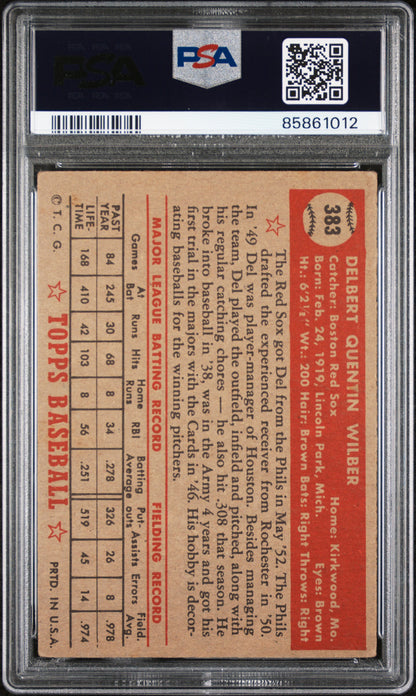 PSA
PSA
85861012
383
DELBERT QUENTIN WILBER
Catcher: Boston Red Sox Home: Kirkwood, Mo.
Born: Feb. 24, 1919, Lincoln Park, Mich. Eyes: Brown
Ht.: 6'2½" Wt.: 200 Hair: Brown Bats: Right Throws: Right
The Red Sox got Del from the Phils in May '52. The Phils
drafted the experienced receiver from Rochester in '50.
In '49 Del was player-manager of Houston. Besides managing
the team, Del played the outfield, infield and pitched, along with
his regular catching chores — he also hit .308 that season. He
broke into baseball in '38, was in the Army 4 years and got his
first trial in the majors with the Cards in '46. His hobby is decor-
ating baseballs for the winning pitchers.
MAJOR LEAGUE BATTING RECORD FIELDING RECORD
Games At Bat Runs Hits Home Runs RBI Batting Average Put-outs Assists Errors Field. Avg.
PAST YEAR 84 245 30 68 8 34 .278 326 26 8 .978
LIFE-TIME 168 410 42 103 8 56 .251 519 45 14 .974
© T. C. G. TOPPS BASEBALL PRTD. IN U.S.A.